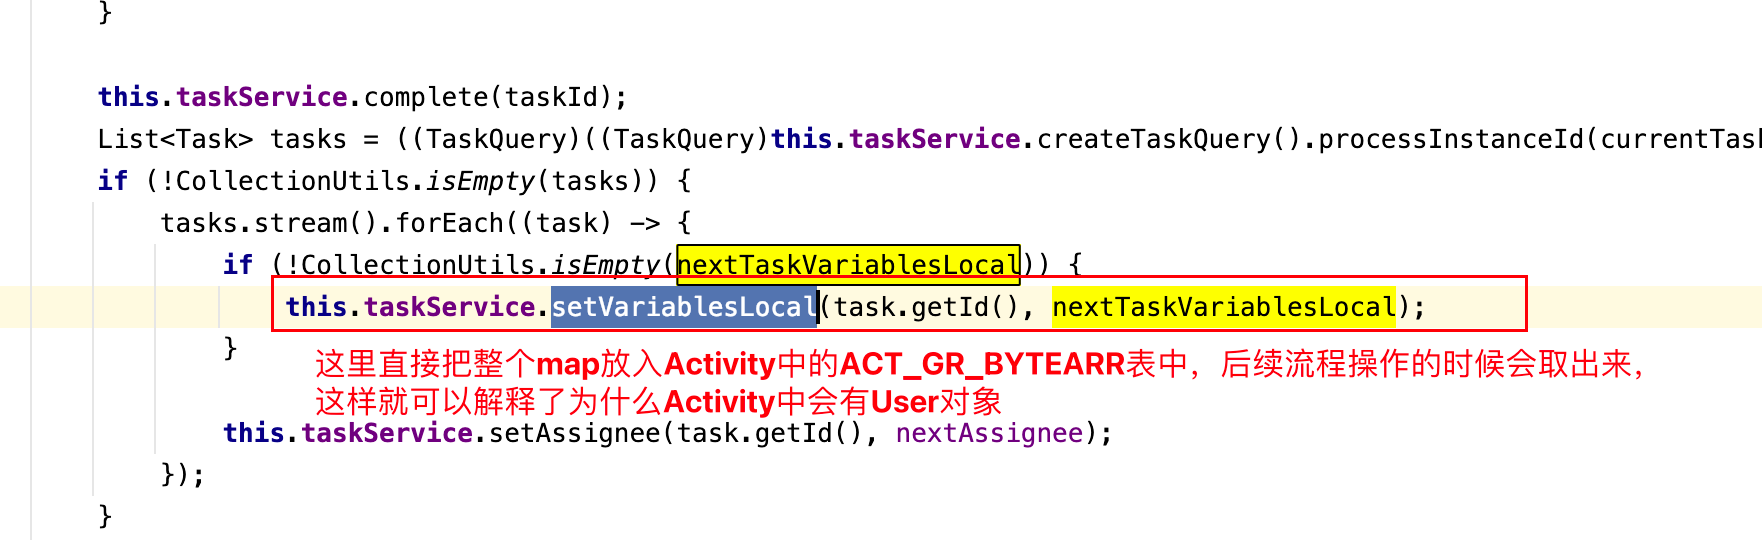 }
this.taskService.complete(taskId);
List<Task> tasks = ((TaskQuery)((TaskQuery)this.taskService.createTaskQuery().processInstanceId(currentTask
if (!CollectionUtils.isEmpty(tasks)) {
tasks.stream().forEach((task) -> {
if (!CollectionUtils.isEmpty(nextTaskVariablesLocal)) {
this.taskService.setVariablesLocal(task.getId(), nextTaskVariablesLocal);
}
这里直接把整个map放入Activity中的ACT_GR_BYTEARR表中，后续流程操作的时候会取出来，
这样就可以解释了为什么Activity中会有User对象
this.taskService.setAssignee(task.getId(), nextAssignee);
});
}